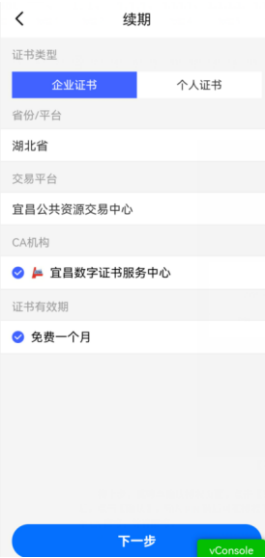 续期
证书类型
企业证书 个人证书
省份/平台
湖北省
交易平台
宜昌公共资源交易中心
CA机构
宜昌数字证书服务中心
证书有效期
免费一个月
下一步
vConsole